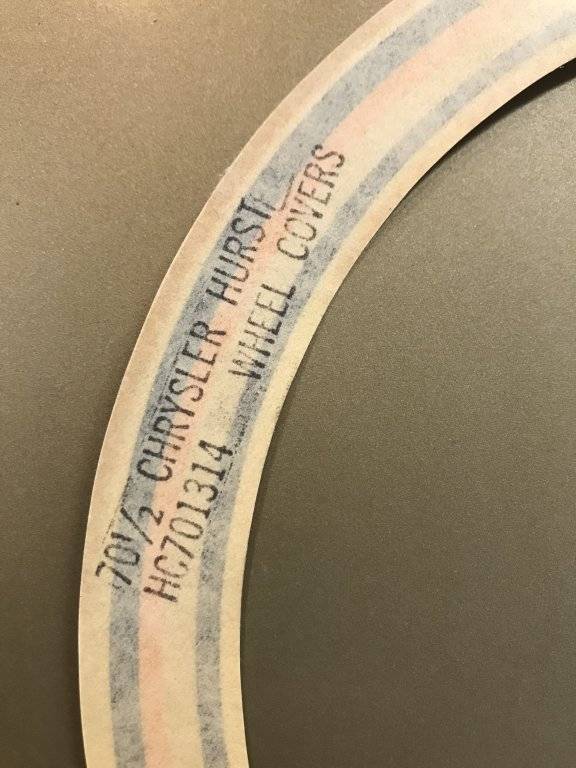 70 1/2 CHRYSLER HURST
HC701314 WHEEL COVERS